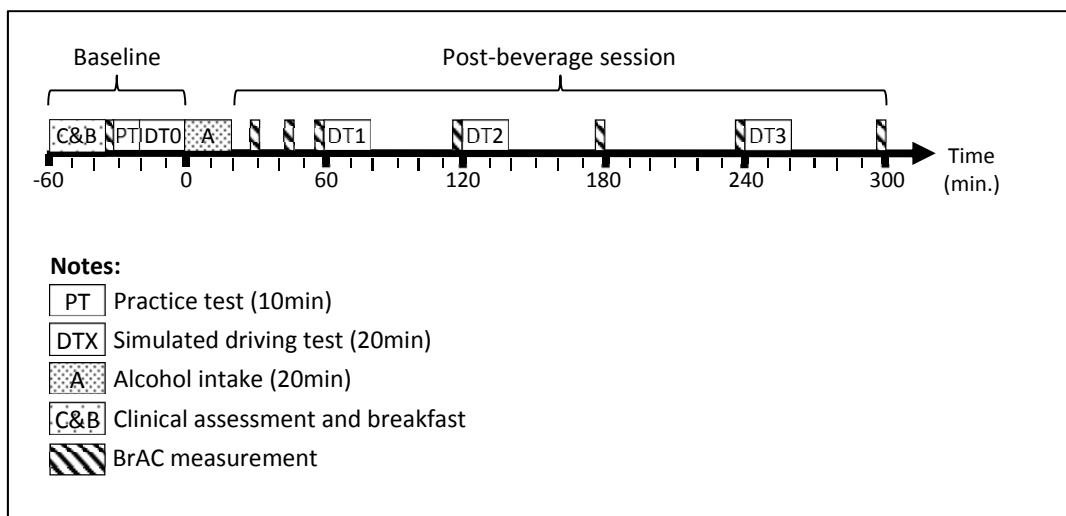 Baseline Post-beverage session
C&B PT DT0 A DT1 DT2 DT3
-60 0 60 120 180 240 300
Time
(min.)
Notes:
PT Practice test (10min)
DTX Simulated driving test (20min)
A Alcohol intake (20min)
C&B Clinical assessment and breakfast
BrAC measurement